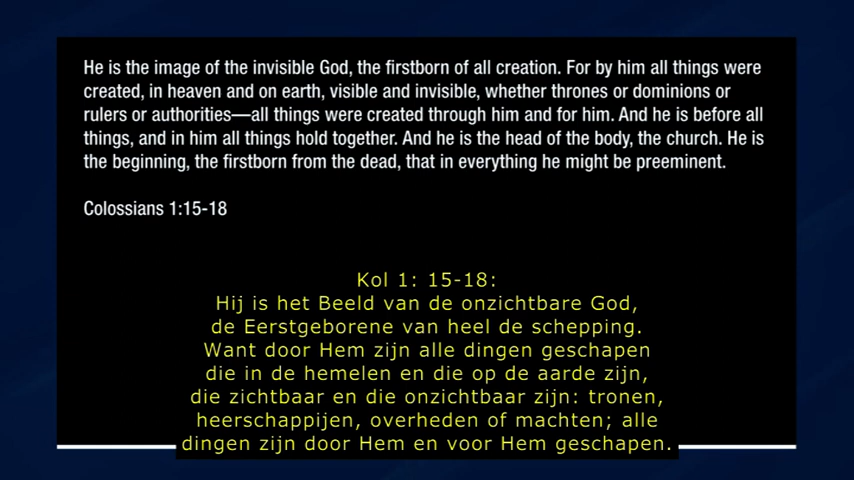 He is the image of the invisible God, the firstborn of all creation. For by him all things were
created, in heaven and on earth, visible and invisible, whether thrones or dominions or
rulers or authorities—all things were created through him and for him. And he is before all
things, and in him all things hold together. And he is the head of the body, the church. He is
the beginning, the firstborn from the dead, that in everything he might be preeminent.
Colossians 1:15-18
Kol 1: 15-18:
Hij is het Beeld van de onzichtbare God,
de Eerstgeborene van heel de schepping.
Want door Hem zijn alle dingen geschapen
die in de hemelen en die op de aarde zijn,
die zichtbaar en die onzichtbaar zijn: tronen,
heerschappijen, overheden of machten; alle
dingen zijn door Hem en voor Hem geschapen.